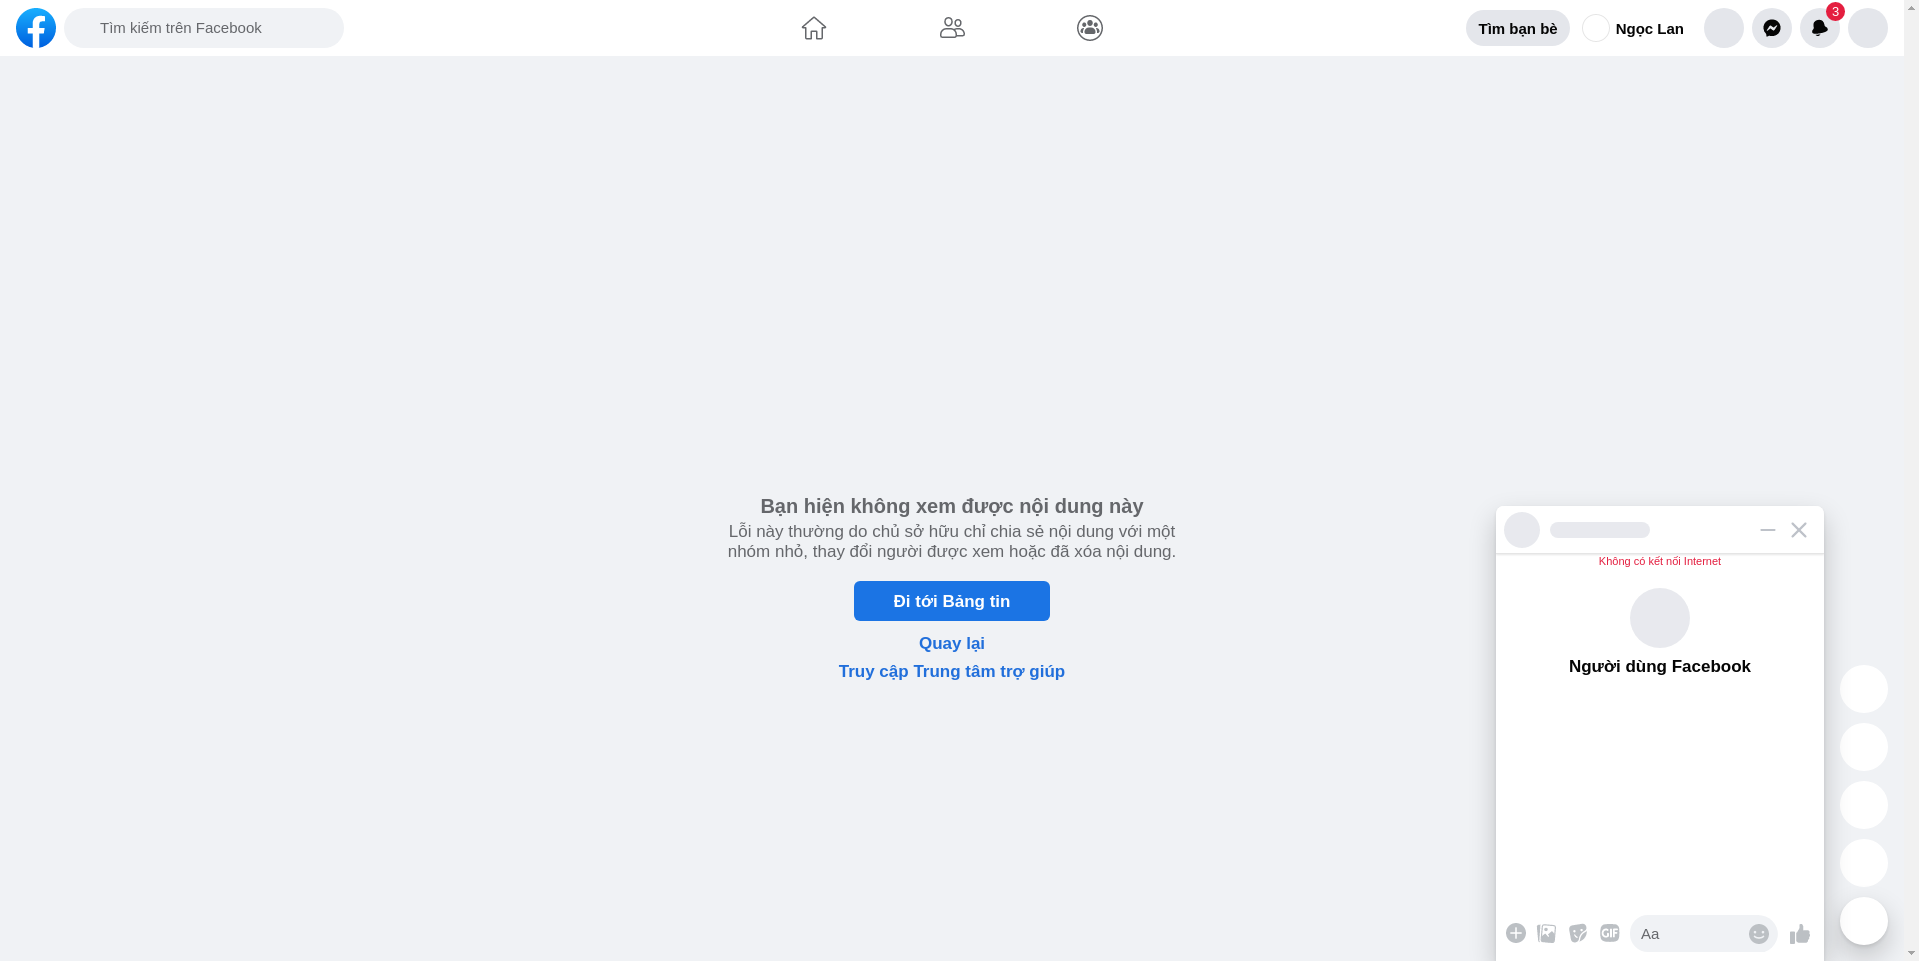 Tìm kiếm trên Facebook
Tìm bạn bè
Ngọc Lan
3
Bạn hiện không xem được nội dung này
Lỗi này thường do chủ sở hữu chỉ chia sẻ nội dung với một
nhóm nhỏ, thay đổi người được xem hoặc đã xóa nội dung.
Đi tới Bảng tin
Quay lại
Truy cập Trung tâm trợ giúp
Không có kết nối Internet
Người dùng Facebook
GIF
Aa